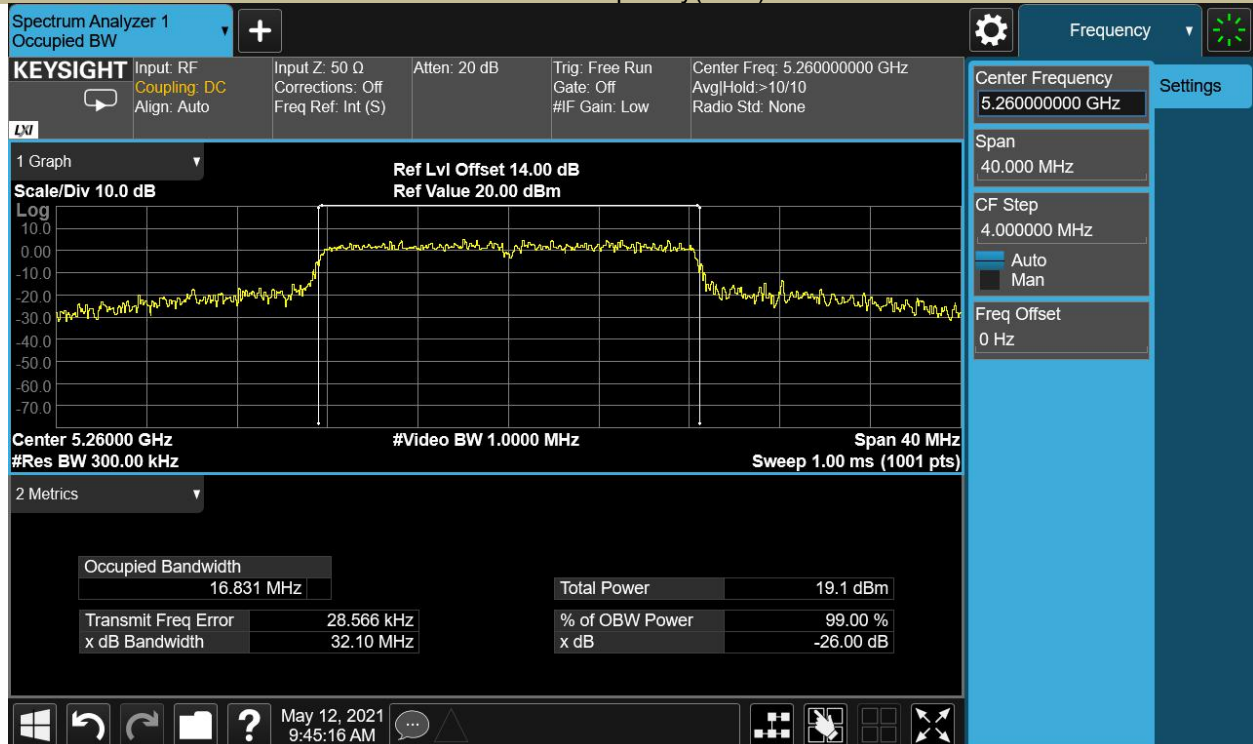 Spectrum Analyzer 1
Occupied BW
+
Frequency
KEYSIGHT
Input: RF
Coupling: DC
Align: Auto
Input Z: 50 Ω
Corrections: Off
Freq Ref: Int (S)
Atten: 20 dB
Trig: Free Run
Gate: Off
#IF Gain: Low
Center Freq: 5.260000000 GHz
Avg|Hold:>10/10
Radio Std: None
LXI
Center Frequency
5.260000000 GHz
Settings
Span
40.000 MHz
CF Step
4.000000 MHz
Auto
Man
Freq Offset
0 Hz
1 Graph
Scale/Div 10.0 dB
Ref Lvl Offset 14.00 dB
Ref Value 20.00 dBm
Log
10.0
0.00
-10.0
-20.0
-30.0
-40.0
-50.0
-60.0
-70.0
Center 5.26000 GHz
#Video BW 1.0000 MHz
Span 40 MHz
#Res BW 300.00 kHz
Sweep 1.00 ms (1001 pts)
2 Metrics
Occupied Bandwidth
16.831 MHz
Total Power 19.1 dBm
Transmit Freq Error 28.566 kHz
% of OBW Power 99.00 %
x dB Bandwidth 32.10 MHz
x dB -26.00 dB
?
May 12, 2021
9:45:16 AM